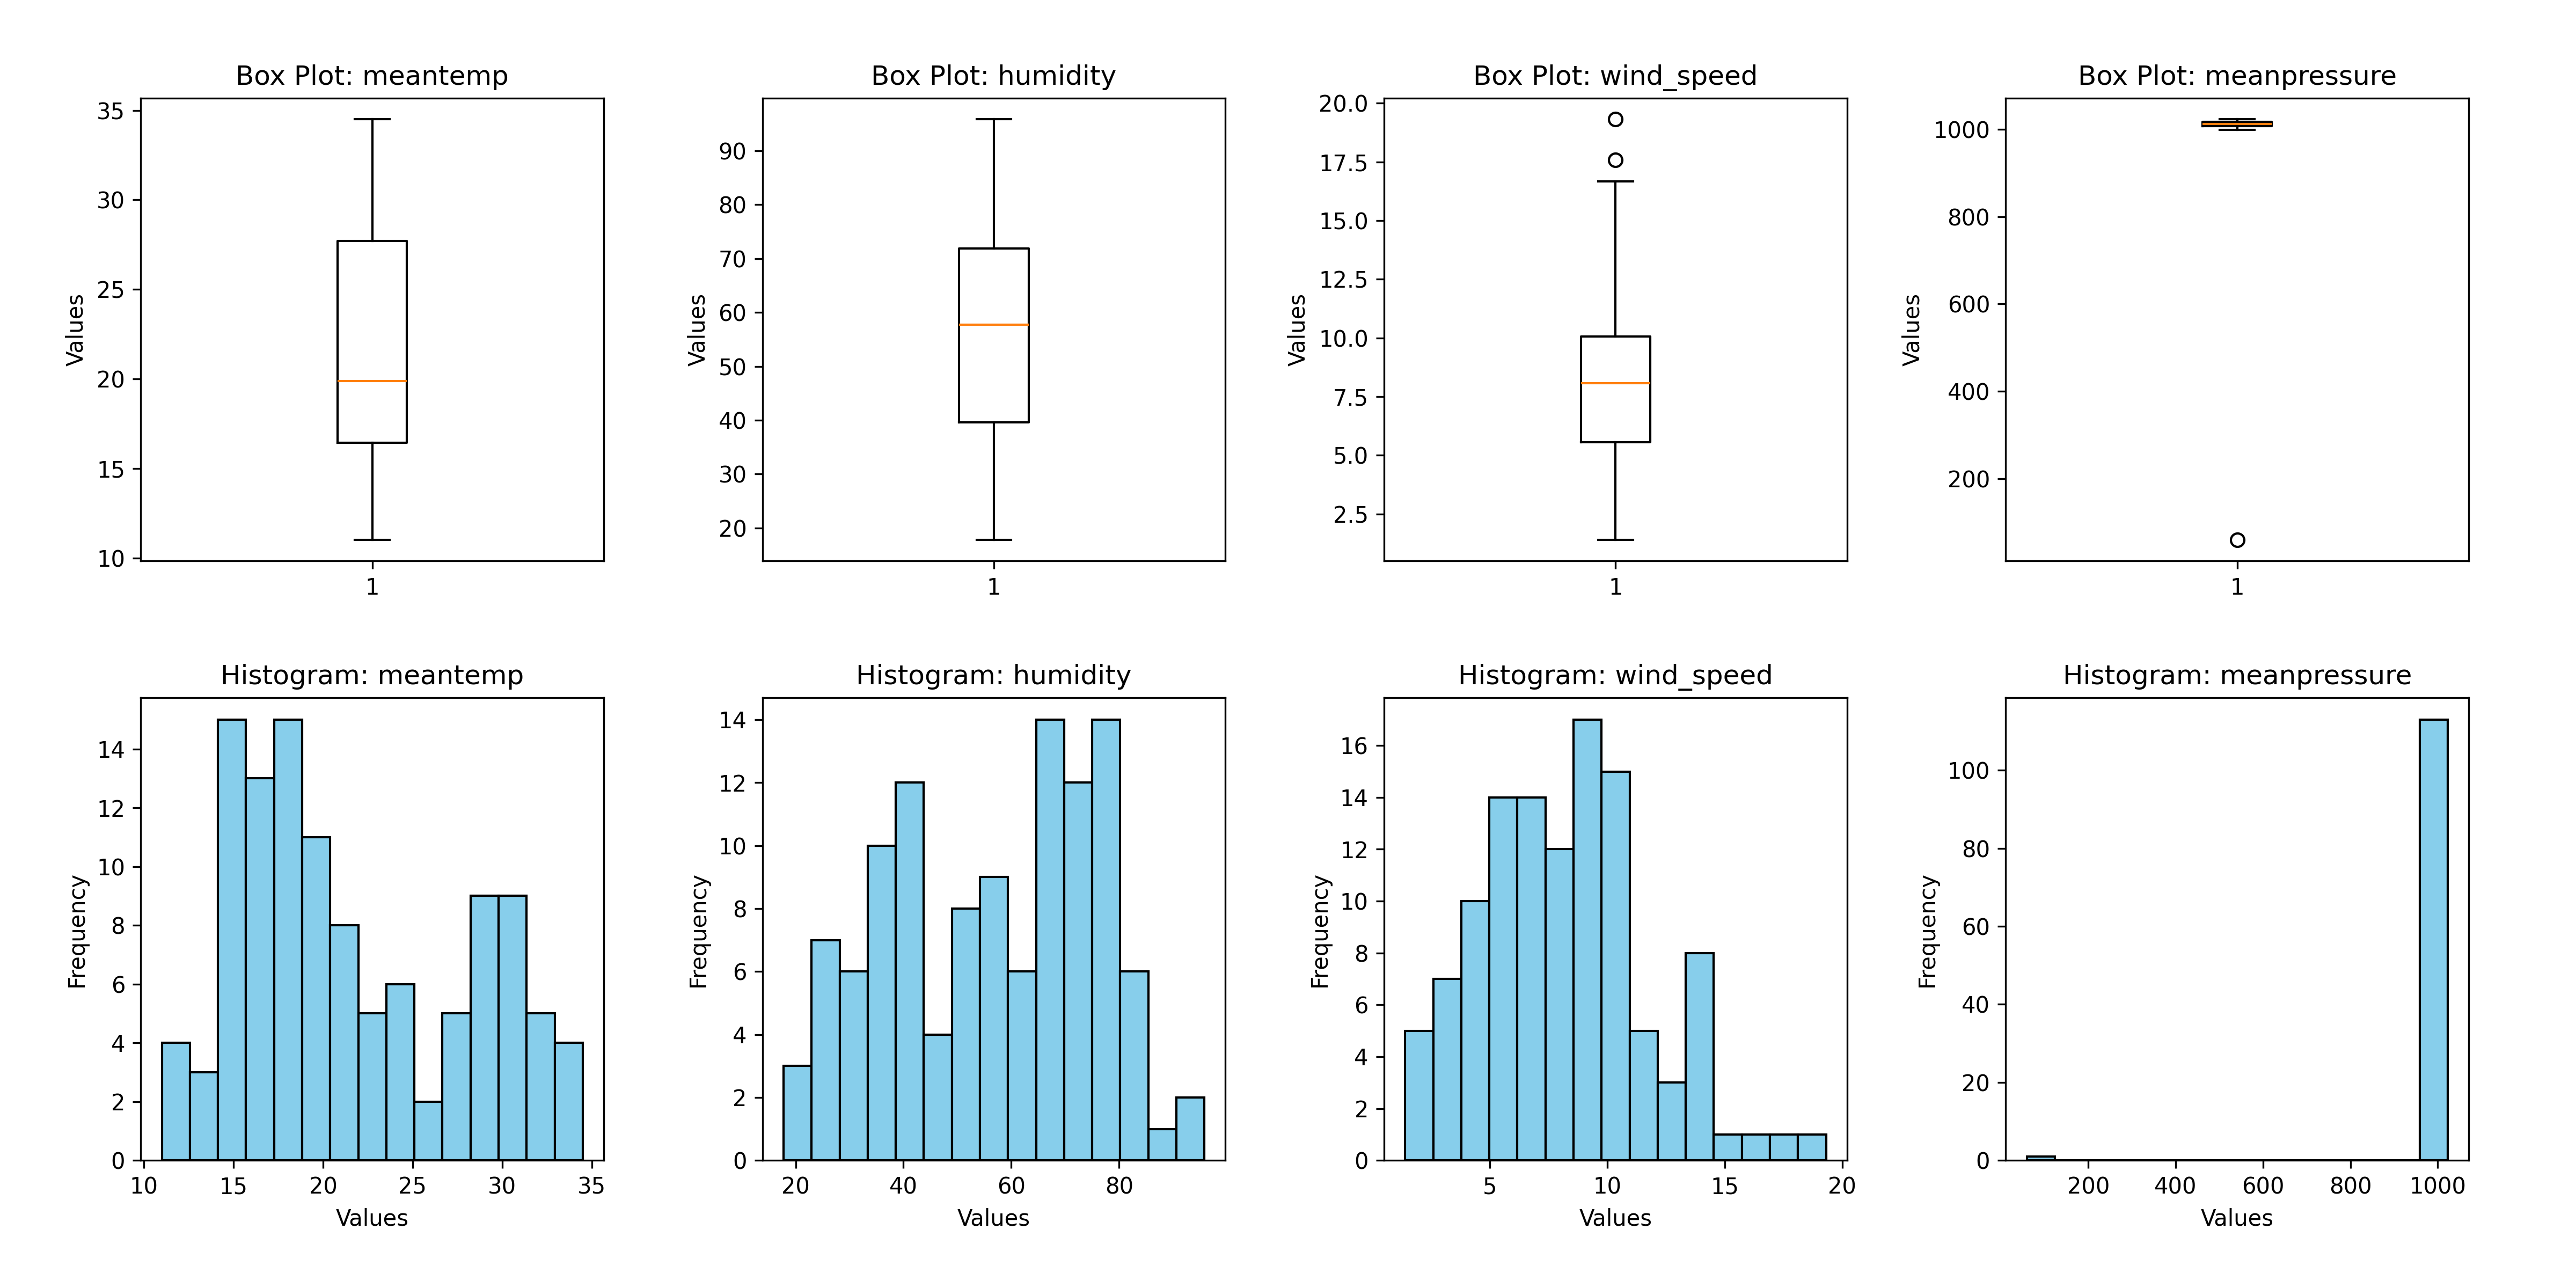 Box Plot: meantemp
Values
35
30
25
20
15
10
1
Box Plot: humidity
Values
90
80
70
60
50
40
30
20
1
Box Plot: wind_speed
Values
20.0
17.5
15.0
12.5
10.0
7.5
5.0
2.5
1
Box Plot: meanpressure
Values
1000
800
600
400
200
1
Histogram: meantemp
Frequency
14
12
10
8
6
4
2
0
10 15 20 25 30 35
Values
Histogram: humidity
Frequency
14
12
10
8
6
4
2
0
20 40 60 80
Values
Histogram: wind_speed
Frequency
16
14
12
10
8
6
4
2
0
5 10 15 20
Values
Histogram: meanpressure
Frequency
100
80
60
40
20
0
200 400 600 800 1000
Values